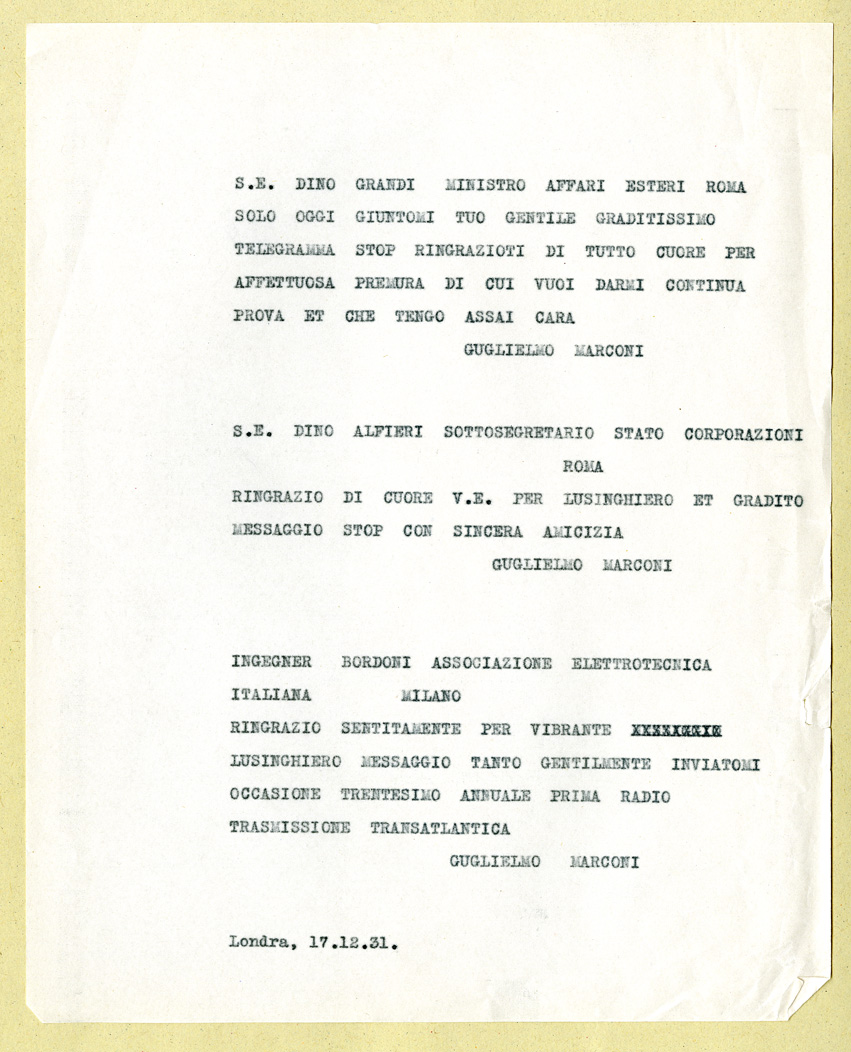 S.E. DINO GRANDI MINISTRO AFFARI ESTERI ROMA
SOLO OGGI GIUNTOMI TUO GENTILE GRADITISSIMO
TELEGRAMMA STOP RINGRAZIOTI DI TUTTO CUORE PER
AFFETTUOSA PREMURA DI CUI VUOI DARMI CONTINUA
PROVA ET CHE TENGO ASSAI CARA
GUGLIELMO MARCONI
S.E. DINO ALFIERI SOTTOSEGRETARIO STATO CORPORAZIONI
ROMA
RINGRAZIO DI CUORE V.E. PER LUSINGHIERO ET GRADITO
MESSAGGIO STOP CON SINCERA AMICIZIA
GUGLIELMO MARCONI
INGEGNER BORDONI ASSOCIAZIONE ELETTROTECNICA
ITALIANA MILANO
RINGRAZIO SENTITAMENTE PER VIBRANTE
LUSINGHIERO MESSAGGIO TANTO GENTILMENTE INVIATOMI
OCCASIONE TRENTESIMO ANNUALE PRIMA RADIO
TRASMISSIONE TRANSATLANTICA
GUGLIELMO MARCONI
Londra, 17.12.31.